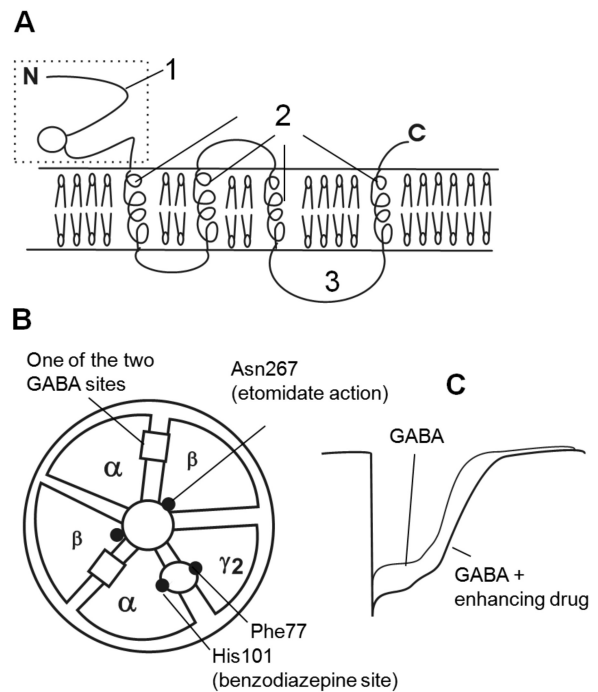 A
N
1
2
C
3
B
One of the two
GABA sites
Asn267
(etomidate action)
α
β
β
γ2
α
Phe77
His101
(benzodiazepine site)
C
GABA
GABA +
enhancing drug